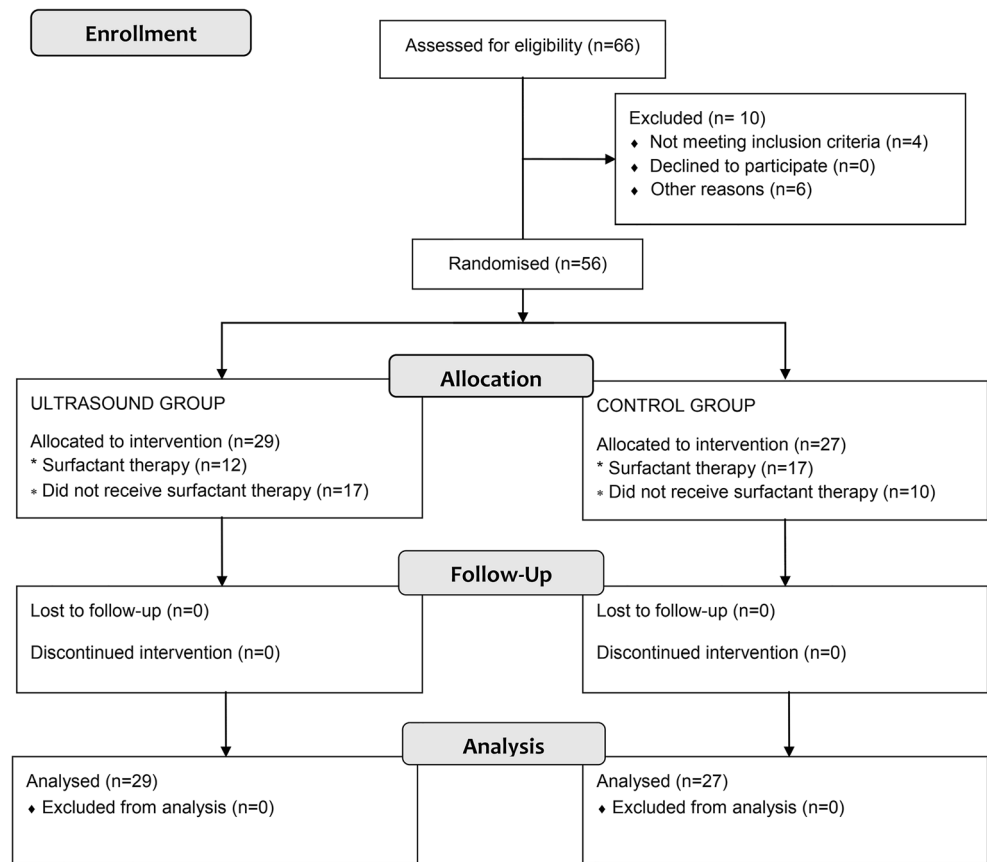 Enrollment
Assessed for eligibility (n=66)
Excluded (n= 10)
♦ Not meeting inclusion criteria (n=4)
♦ Declined to participate (n=0)
♦ Other reasons (n=6)
Randomised (n=56)
Allocation
ULTRASOUND GROUP
Allocated to intervention (n=29)
* Surfactant therapy (n=12)
* Did not receive surfactant therapy (n=17)
CONTROL GROUP
Allocated to intervention (n=27)
* Surfactant therapy (n=17)
* Did not receive surfactant therapy (n=10)
Follow-Up
Lost to follow-up (n=0)
Discontinued intervention (n=0)
Lost to follow-up (n=0)
Discontinued intervention (n=0)
Analysis
Analysed (n=29)
♦ Excluded from analysis (n=0)
Analysed (n=27)
♦ Excluded from analysis (n=0)